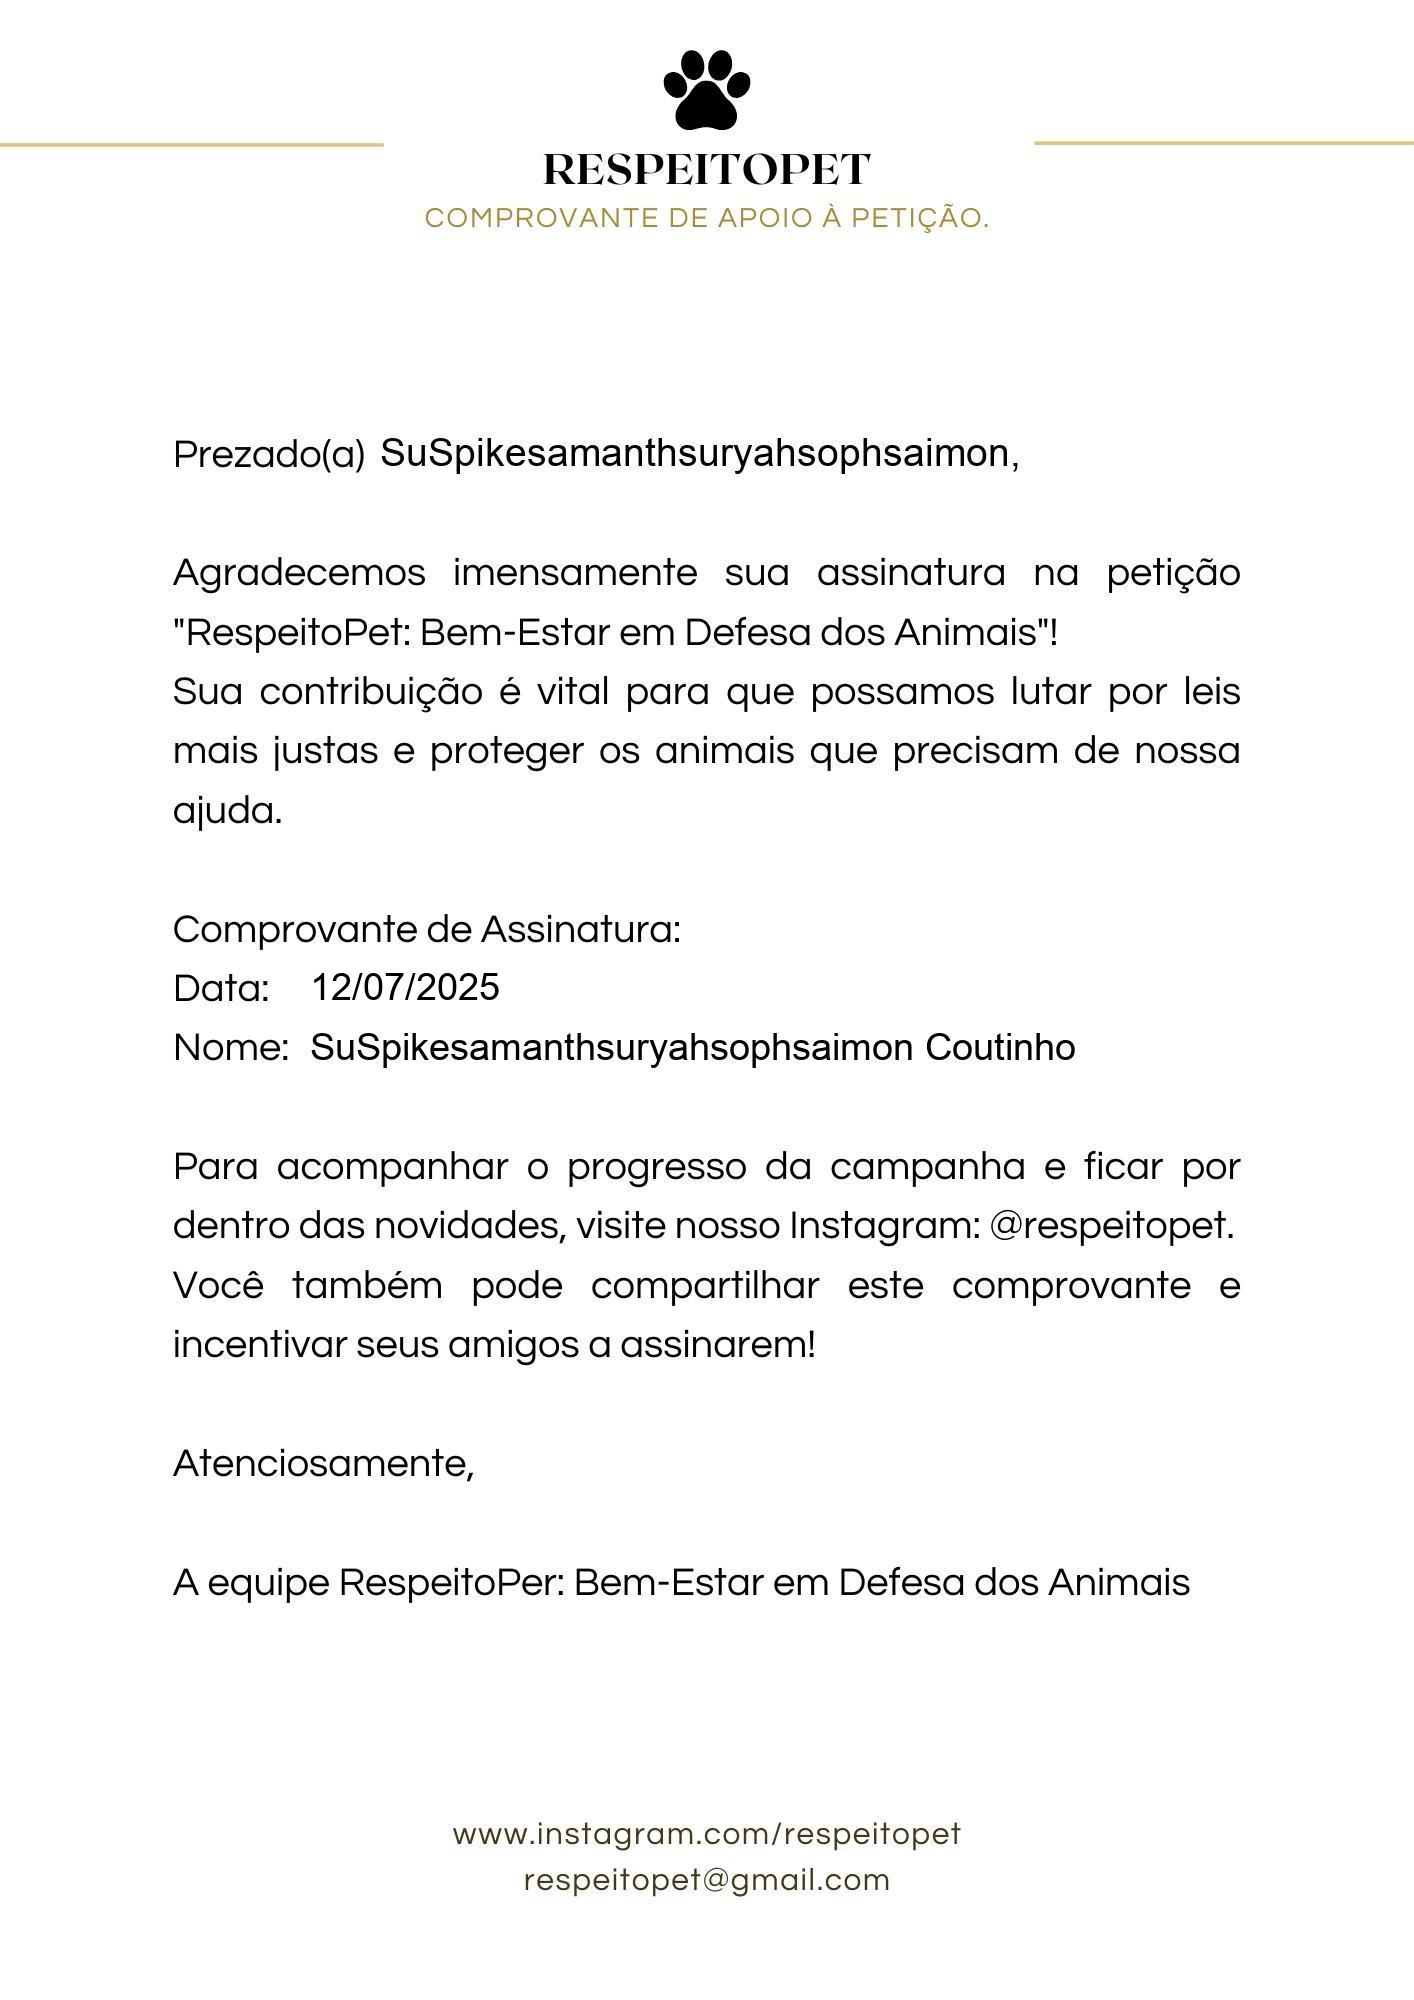 RESPEITOPET
COMPROVANTE DE APOIO À PETIÇÃO.
Prezado(a) SuSpikesamanthsuryahsophsaimon,
Agradecemos imensamente sua assinatura na petição
"RespeitoPet: Bem-Estar em Defesa dos Animais"!
Sua contribuição é vital para que possamos lutar por leis
mais justas e proteger os animais que precisam de nossa
ajuda.
Comprovante de Assinatura:
Data: 12/07/2025
Nome: SuSpikesamanthsuryahsophsaimon Coutinho
Para acompanhar o progresso da campanha e ficar por
dentro das novidades, visite nosso Instagram: @respeitopet.
Você também pode compartilhar este comprovante e
incentivar seus amigos a assinarem!
Atenciosamente,
A equipe RespeitoPer: Bem-Estar em Defesa dos Animais
www.instagram.com/respeitopet
respeitopet@gmail.com